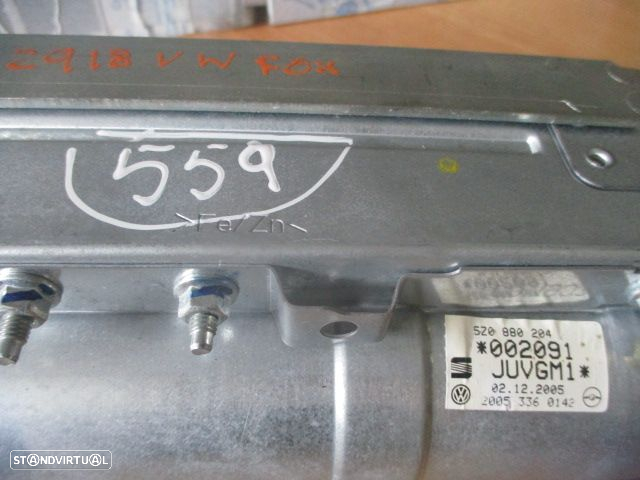 2918 VW FOX
559
>Fe/Zn<
5Z0 880 204
*002091
JUVGM1*
02.12.2005
2005 336 0142
STANDVIRTUAL